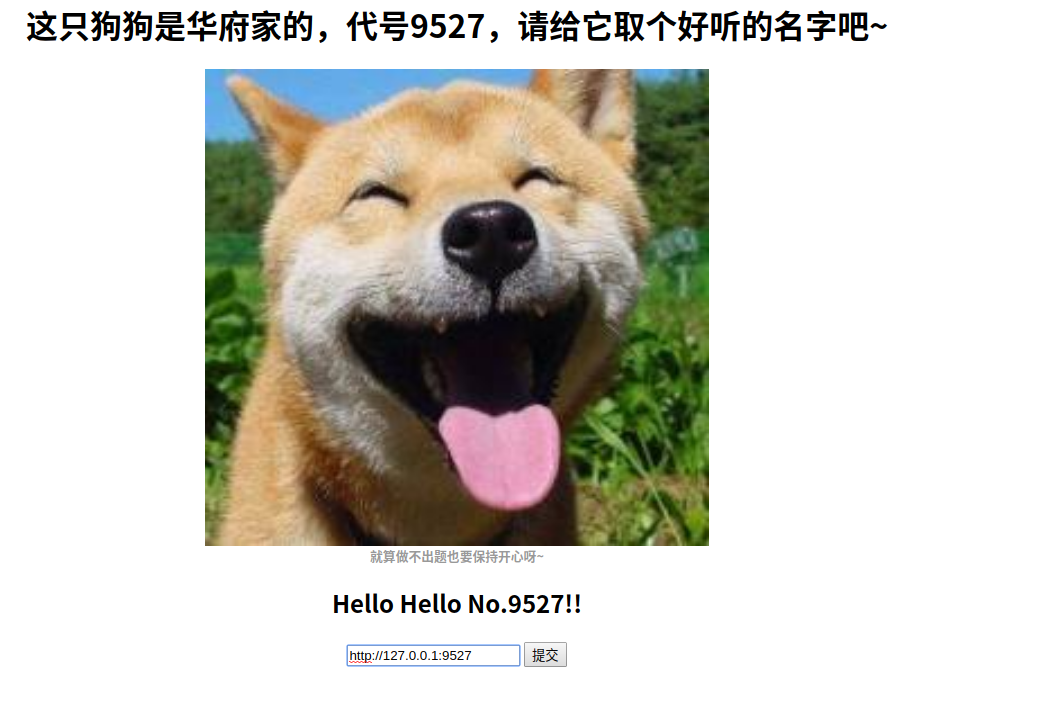 这只狗狗是华府家的，代号9527，请给它取个好听的名字吧~
就算做不出题也要保持开心呀~
Hello Hello No.9527!!
http://127.0.0.1:9527 提交